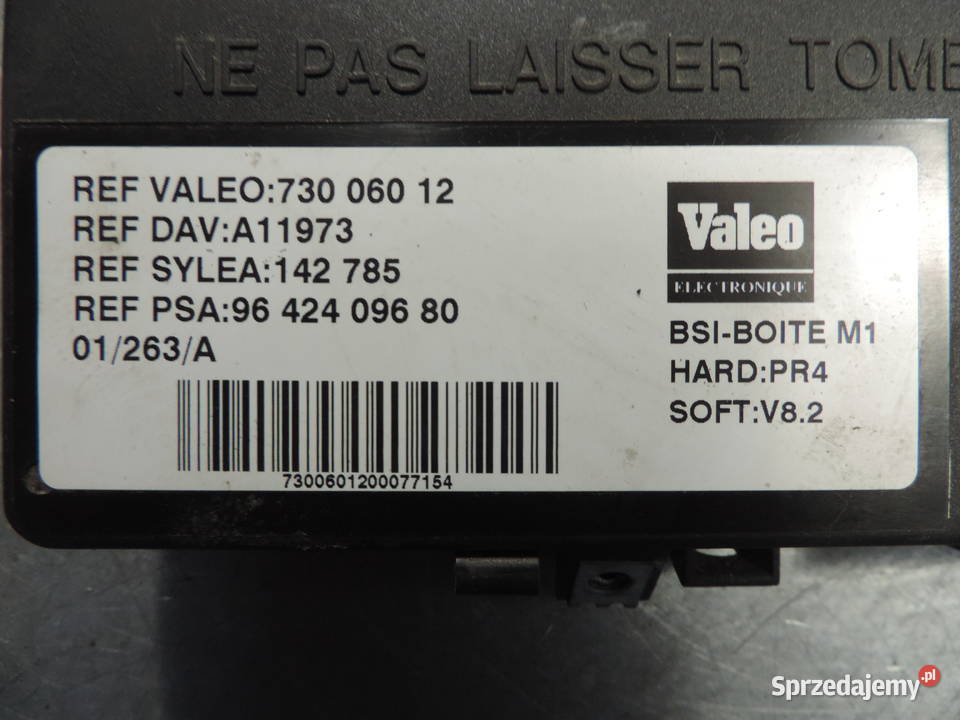 NE PAS LAISSER TOMB
REF VALEO:730 060 12
REF DAV:A11973
REF SYLEA:142 785
REF PSA:96 424 096 80
01/263/A
7300601200077154
Valeo
ELECTRONIQUE
BSI-BOITE M1
HARD:PR4
SOFT:V8.2
Sprzedajemy.pl